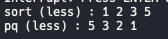 sort (less) : 1 2 3 5
pq (less) : 5 3 2 1